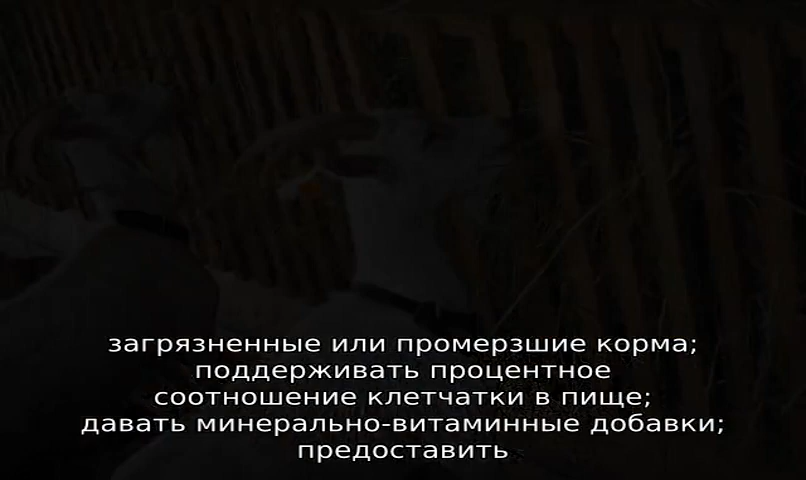 загрязненные или промерзшие корма;
поддерживать процентное
соотношение клетчатки в пище;
давать минерально-витаминные добавки;
предоставить